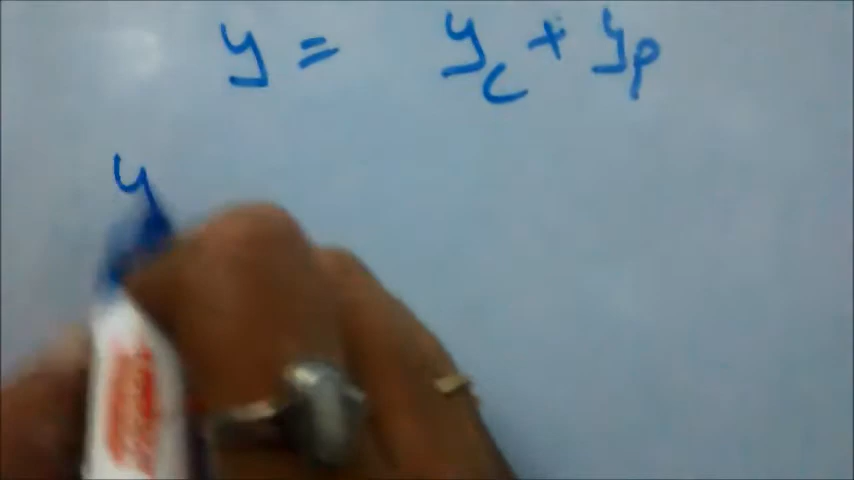 y = y_c + y_p
y